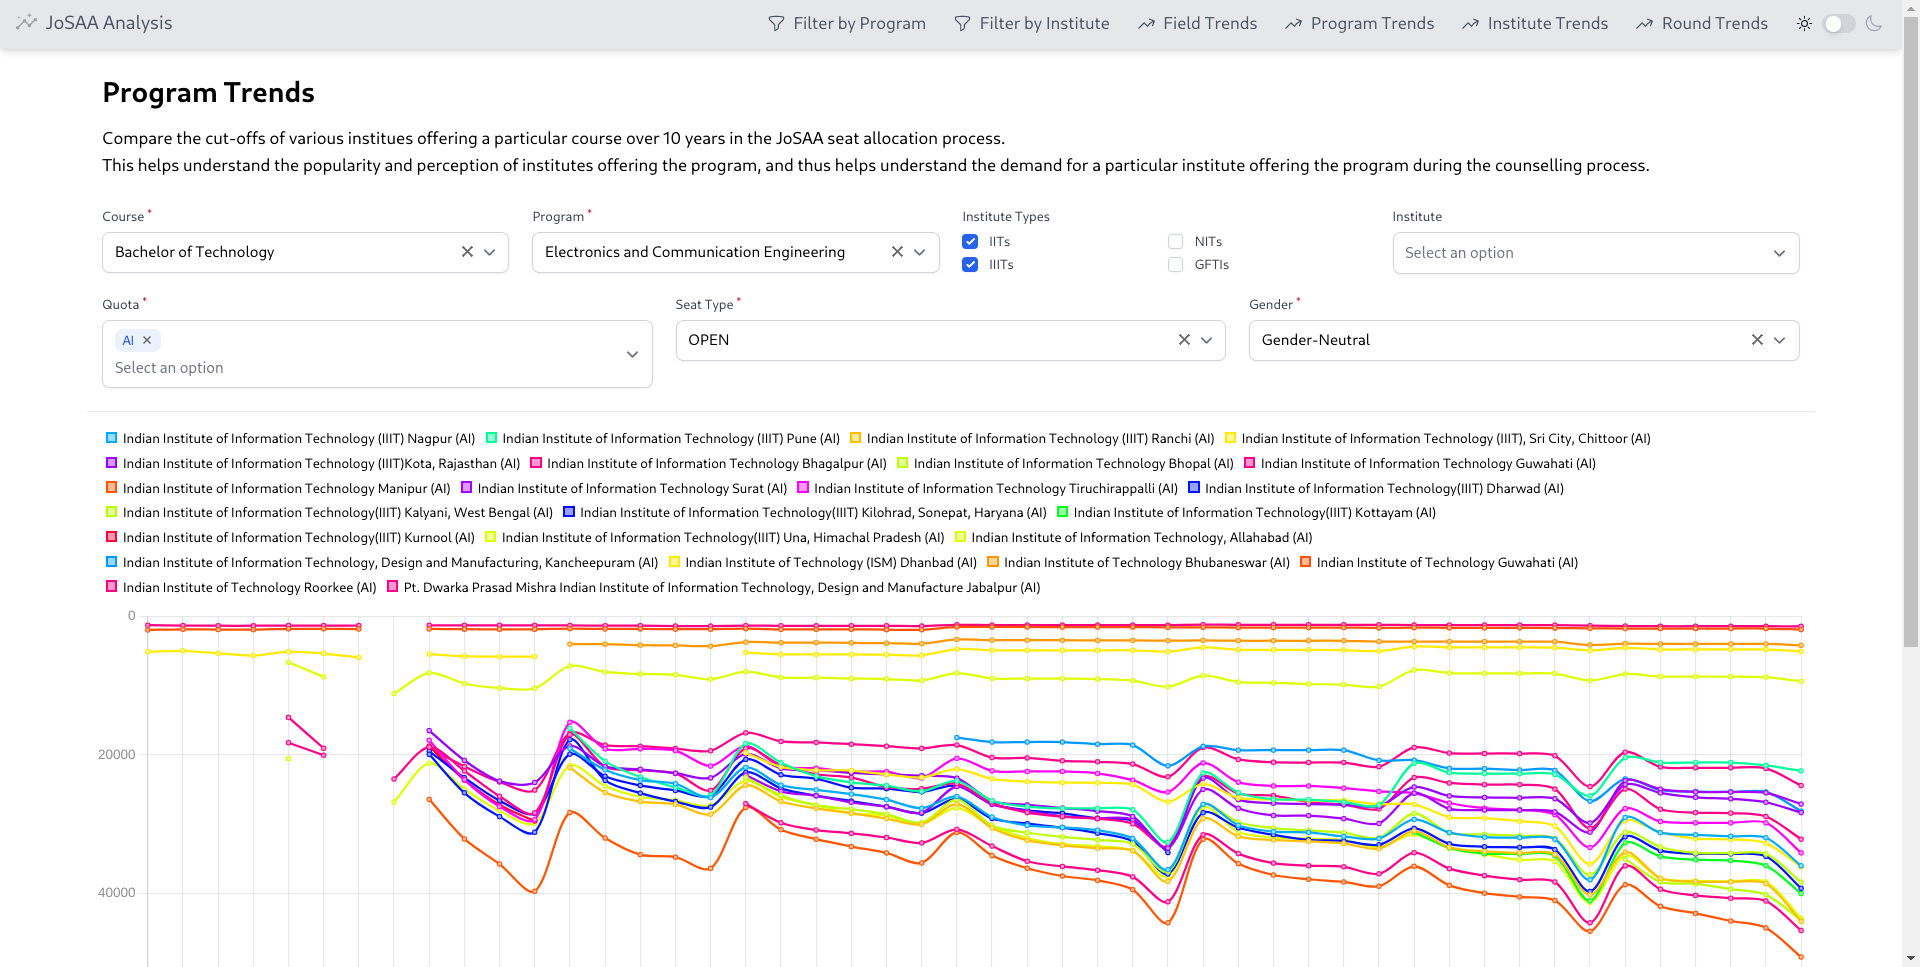 JoSAA Analysis Filter by Program Filter by Institute Field Trends Program Trends Institute Trends Round Trends
Program Trends
Compare the cut-offs of various institues offering a particular course over 10 years in the JoSAA seat allocation process.
This helps understand the popularity and perception of institutes offering the program, and thus helps understand the demand for a particular institute offering the program during the counselling process.
Course * Program * Institute Types Institute
IITs NITs
Bachelor of Technology Electronics and Communication Engineering Select an option
IIITs GFTIs
Quota * Seat Type * Gender *
AI OPEN Gender-Neutral
Select an option
Indian Institute of Information Technology (IIIT) Nagpur (AI) Indian Institute of Information Technology (IIIT) Pune (AI) Indian Institute of Information Technology (IIIT) Ranchi (AI) Indian Institute of Information Technology (IIIT), Sri City, Chittoor (AI)
Indian Institute of Information Technology (IIIT)Kota, Rajasthan (AI) Indian Institute of Information Technology Bhagalpur (AI) Indian Institute of Information Technology Bhopal (AI) Indian Institute of Information Technology Guwahati (AI)
Indian Institute of Information Technology Manipur (AI) Indian Institute of Information Technology Surat (AI) Indian Institute of Information Technology Tiruchirappalli (AI) Indian Institute of Information Technology(IIIT) Dharwad (AI)
Indian Institute of Information Technology(IIIT) Kalyani, West Bengal (AI) Indian Institute of Information Technology(IIIT) Kilohrad, Sonepat, Haryana (AI) Indian Institute of Information Technology(IIIT) Kottayam (AI)
Indian Institute of Information Technology(IIIT) Kurnool (AI) Indian Institute of Information Technology(IIIT) Una, Himachal Pradesh (AI) Indian Institute of Information Technology, Allahabad (AI)
Indian Institute of Information Technology, Design and Manufacturing, Kancheepuram (AI) Indian Institute of Technology (ISM) Dhanbad (AI) Indian Institute of Technology Bhubaneswar (AI) Indian Institute of Technology Guwahati (AI)
Indian Institute of Technology Roorkee (AI) Pt. Dwarka Prasad Mishra Indian Institute of Information Technology, Design and Manufacture Jabalpur (AI)
0
20000
40000